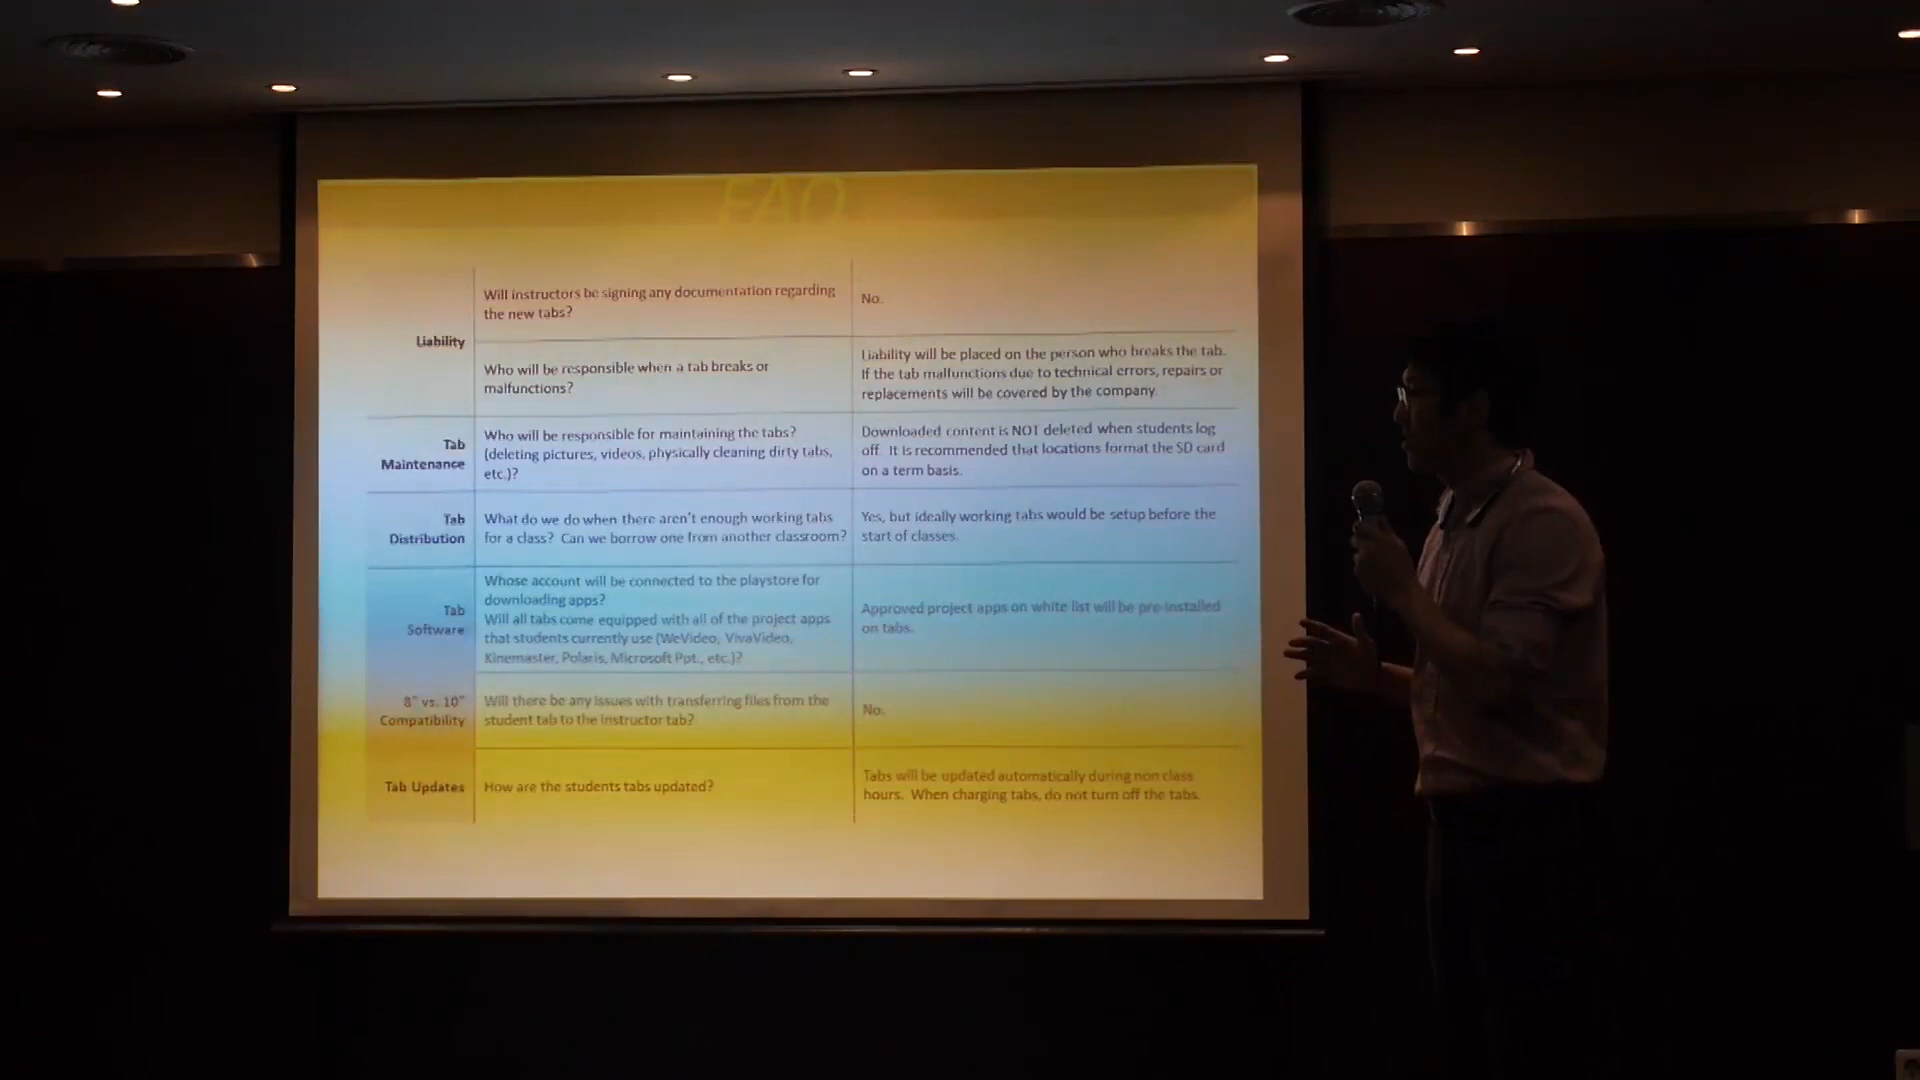 FAQ
Will instructors be signing any documentation regarding
the new tabs?
No.
Liability
Who will be responsible when a tab breaks or
malfunctions?
Liability will be placed on the person who breaks the tab.
If the tab malfunctions due to technical errors, repairs or
replacements will be covered by the company.
Tab
Maintenance
Who will be responsible for maintaining the tabs?
(deleting pictures, videos, physically cleaning dirty tabs,
etc.)?
Downloaded content is NOT deleted when students log
off. It is recommended that locations format the SD card
on a term basis.
Tab
Distribution
What do we do when there aren't enough working tabs
for a class? Can we borrow one from another classroom?
Yes, but ideally working tabs would be setup before the
start of classes.
Tab
Software
Whose account will be connected to the playstore for
downloading apps?
Will all tabs come equipped with all of the project apps
that students currently use (WeVideo, VivaVideo,
Kinemaster, Polaris, Microsoft Ppt., etc.)?
Approved project apps on white list will be pre-installed
on tabs.
8" vs. 10"
Compatibility
Will there be any issues with transferring files from the
student tab to the instructor tab?
No.
Tab Updates
How are the students tabs updated?
Tabs will be updated automatically during non class
hours. When charging tabs, do not turn off the tabs.